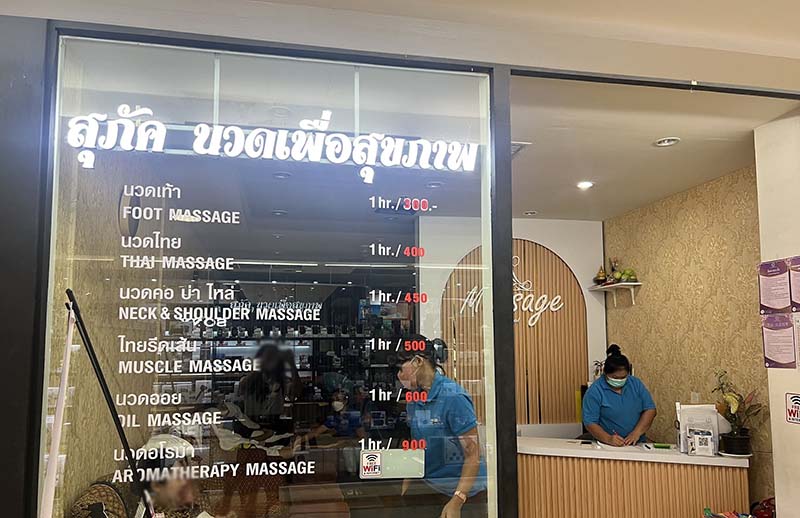 สุภัค นวดเพื่อสุขภาพ
นวดเท้า
FOOT MASSAGE 1 hr./300.-
นวดไทย
THAI MASSAGE 1 hr./400
นวดคอ บ่า ไหล่
NECK & SHOULDER MASSAGE 1 hr./450
ไทยรีดเส้น
MUSCLE MASSAGE 1 hr/500
นวดออย
OIL MASSAGE 1 hr/600
นวดอโรม่า
AROMATHERAPY MASSAGE 1hr./900
FREE
WiFi
Massage
FREE
WiFi